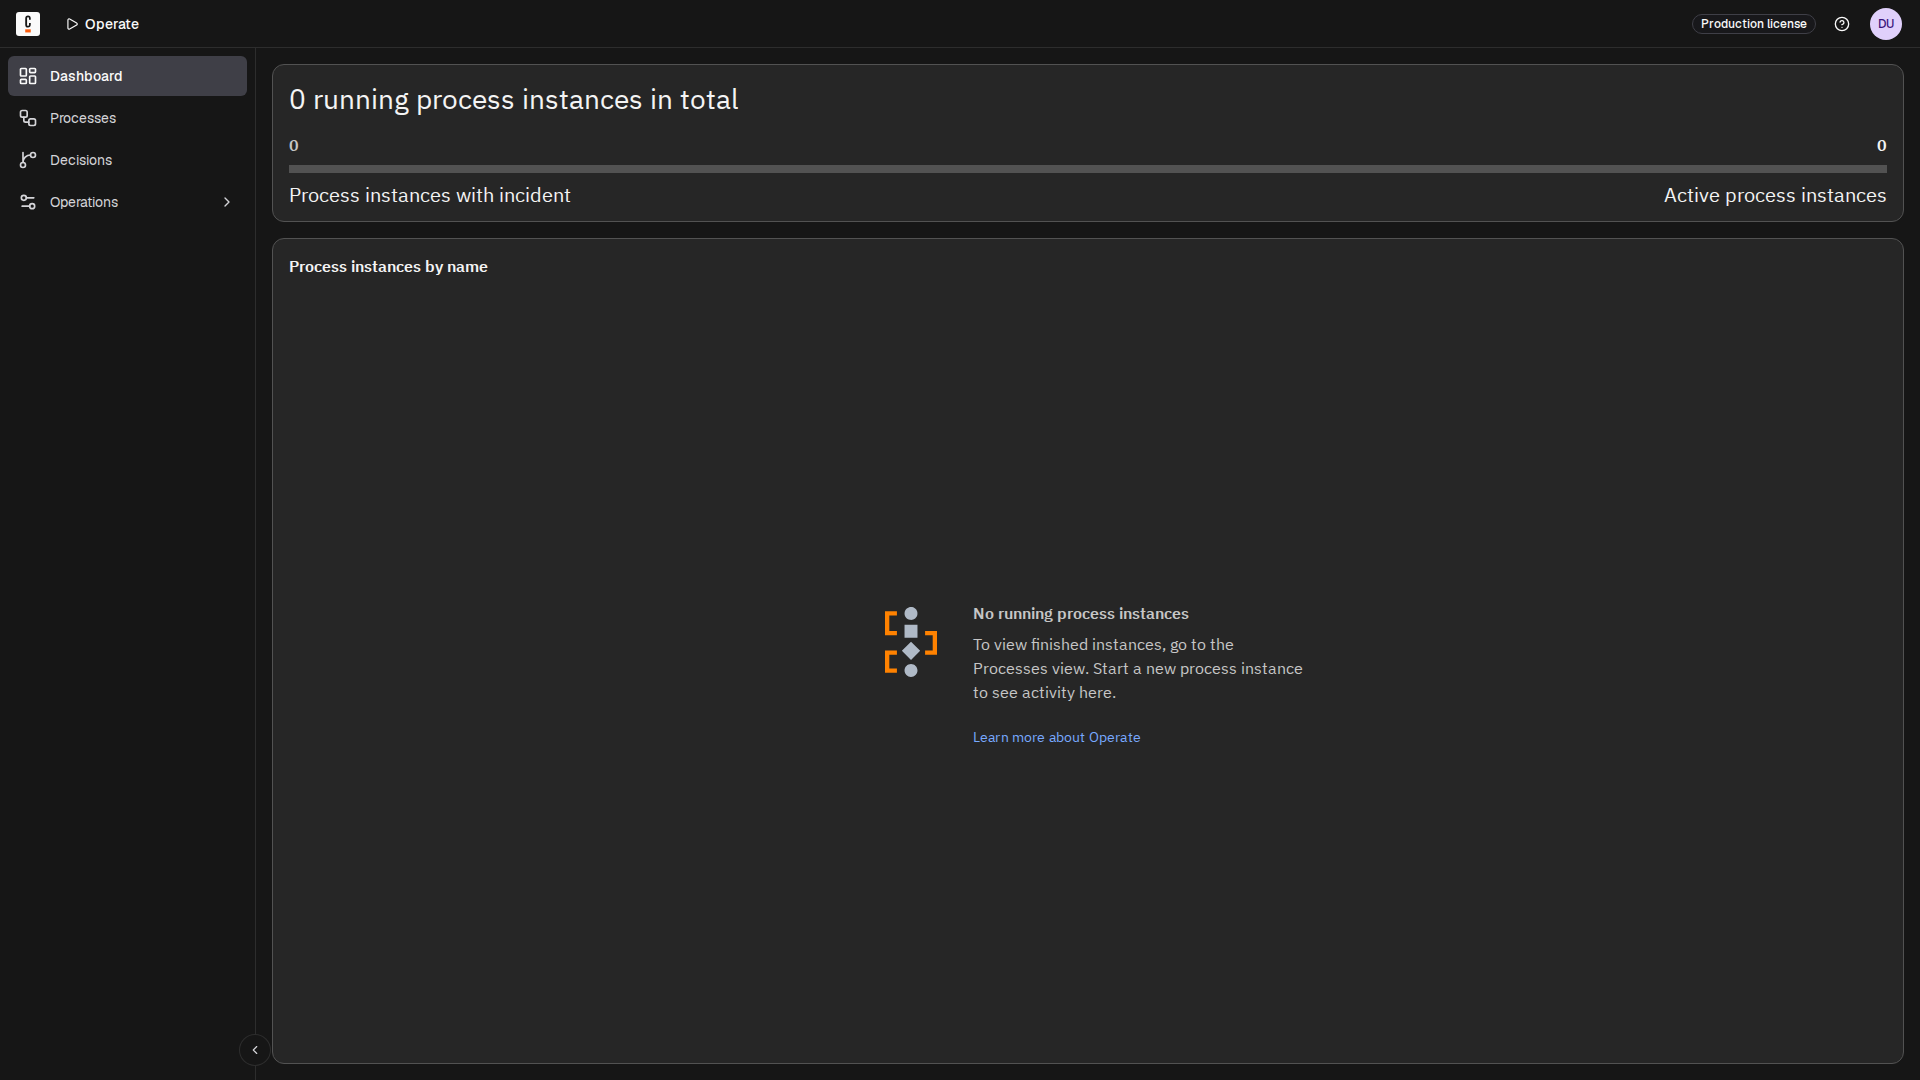 Operate
Production license
DU
Dashboard
Processes
Decisions
Operations
0 running process instances in total
0
0
Process instances with incident
Active process instances
Process instances by name
No running process instances
To view finished instances, go to the
Processes view. Start a new process instance
to see activity here.
Learn more about Operate